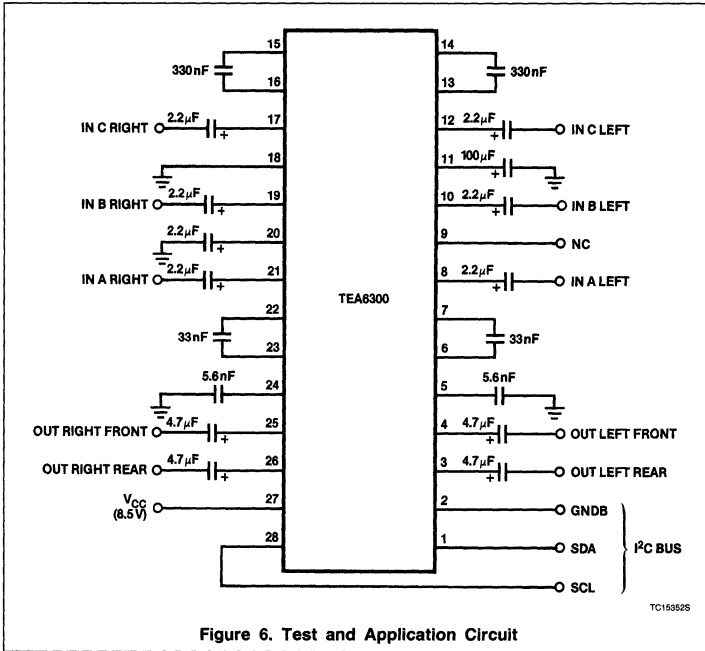 15 14
330nF 330nF
16 13
IN C RIGHT 2.2μF + 17 12 2.2μF + IN C LEFT
18 11 100μF +
IN B RIGHT 2.2μF + 19 10 2.2μF + IN B LEFT
2.2μF + 20 9 NC
IN A RIGHT 2.2μF + 21 8 2.2μF + IN A LEFT
TEA6300
22 7
33nF 33nF
23 6
5.6nF 24 5 5.6nF
OUT RIGHT FRONT 4.7μF + 25 4 4.7μF + OUT LEFT FRONT
OUT RIGHT REAR 4.7μF + 26 3 4.7μF + OUT LEFT REAR
VCC
(8.5V) 27 2 GNDB
28 1 SDA I²C BUS
SCL
TC15352S
Figure 6. Test and Application Circuit